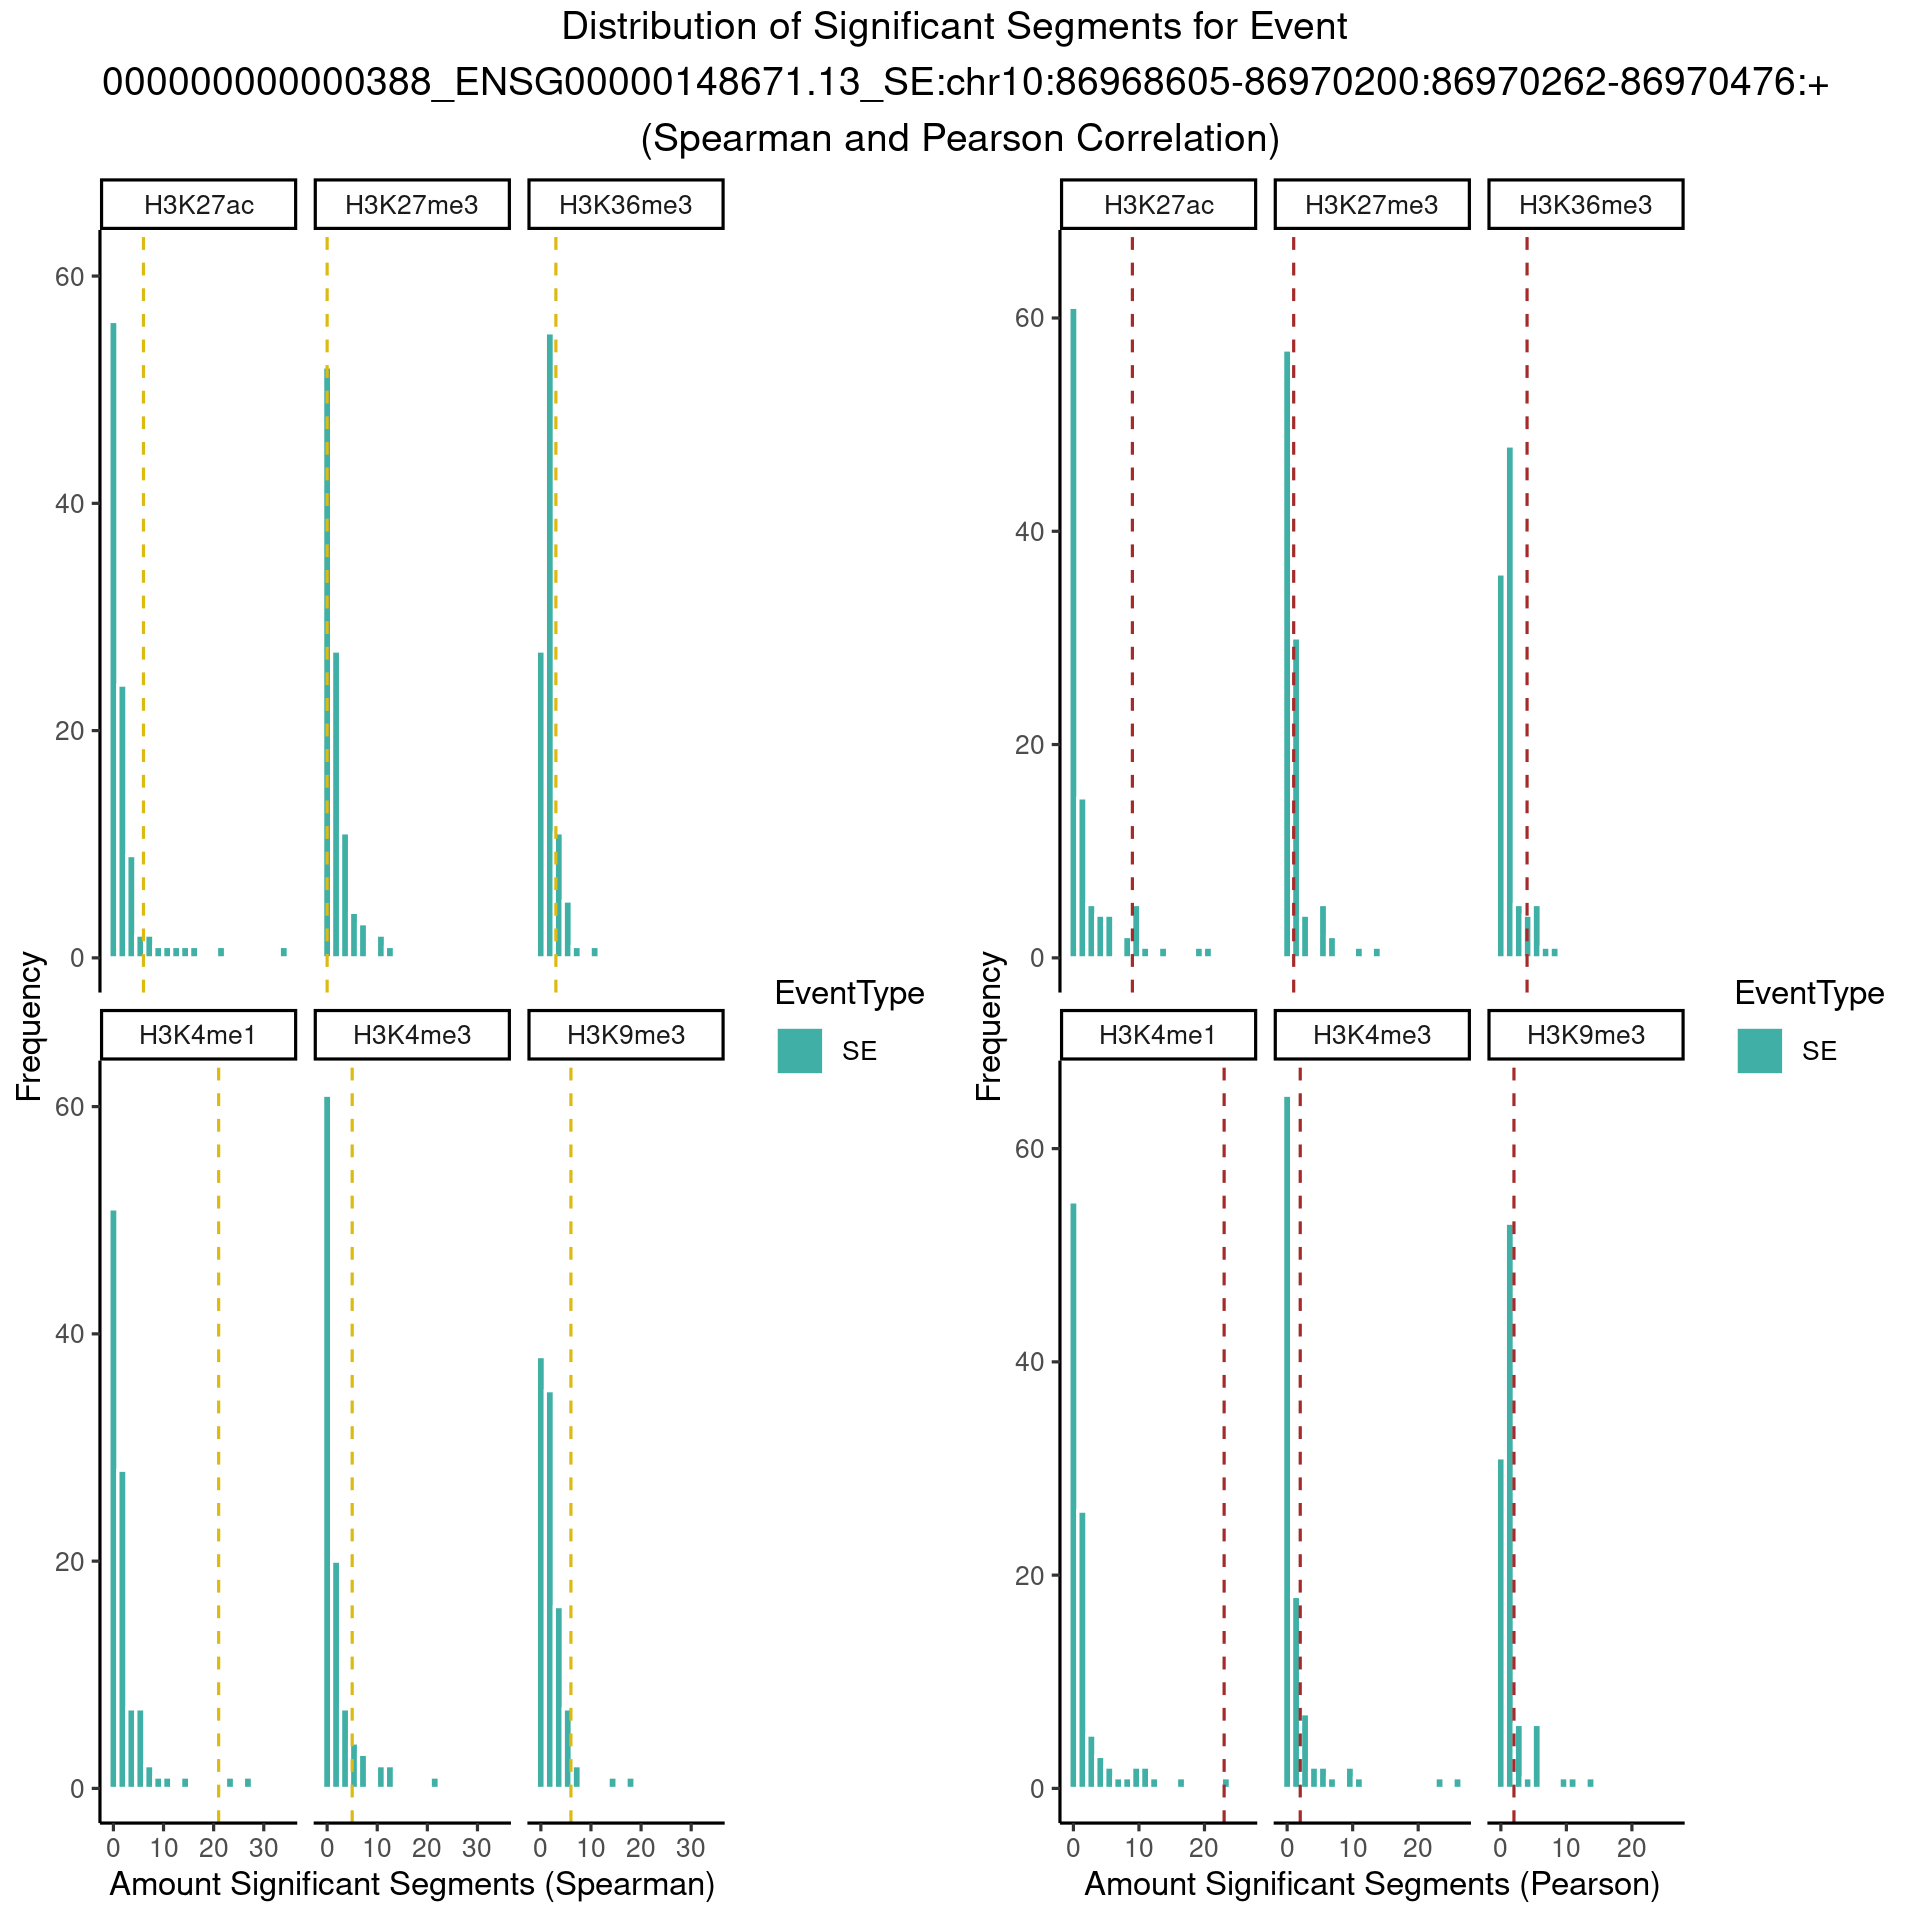 Distribution of Significant Segments for Event
000000000000388_ENSG00000148671.13_SE:chr10:86968605-86970200:86970262-86970476:+
(Spearman and Pearson Correlation)
H3K27ac H3K27me3 H3K36me3
60
40
20
0
H3K4me1 H3K4me3 H3K9me3
60
40
20
0
0 10 20 30 0 10 20 30 0 10 20 30
Frequency
Amount Significant Segments (Spearman)
EventType
SE
H3K27ac H3K27me3 H3K36me3
60
40
20
0
H3K4me1 H3K4me3 H3K9me3
60
40
20
0
0 10 20 0 10 20 0 10 20
Frequency
Amount Significant Segments (Pearson)
EventType
SE